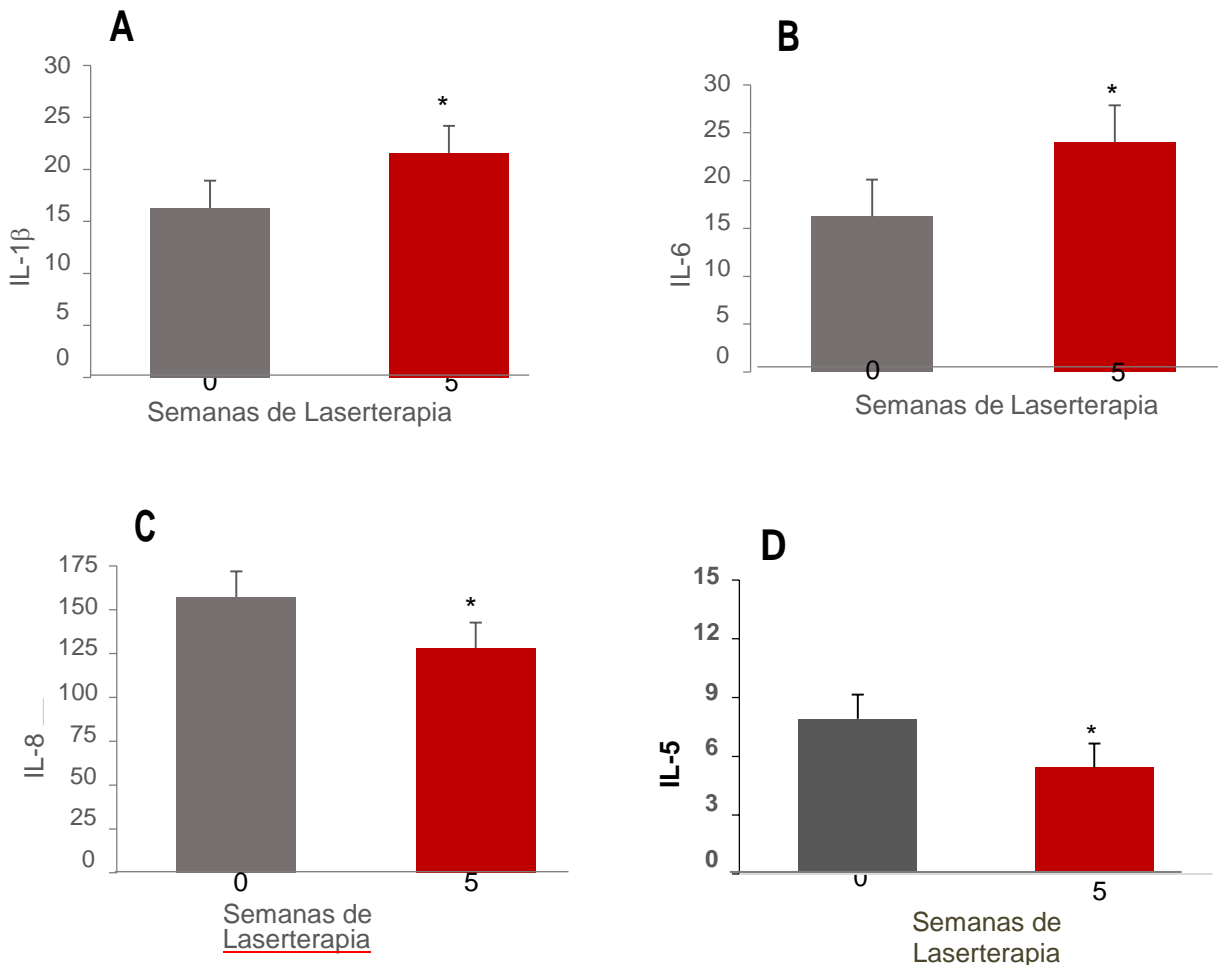 A
30
25
20
15
10
5
0
IL-1β
*
0
5
Semanas de Laserterapia
B
30
25
20
15
10
5
0
IL-6
*
0
5
Semanas de Laserterapia
C
175
150
125
100
75
50
25
0
IL-8
*
0
5
Semanas de
Laserterapia
D
15
12
9
6
3
0
IL-5
*
0
5
Semanas de
Laserterapia